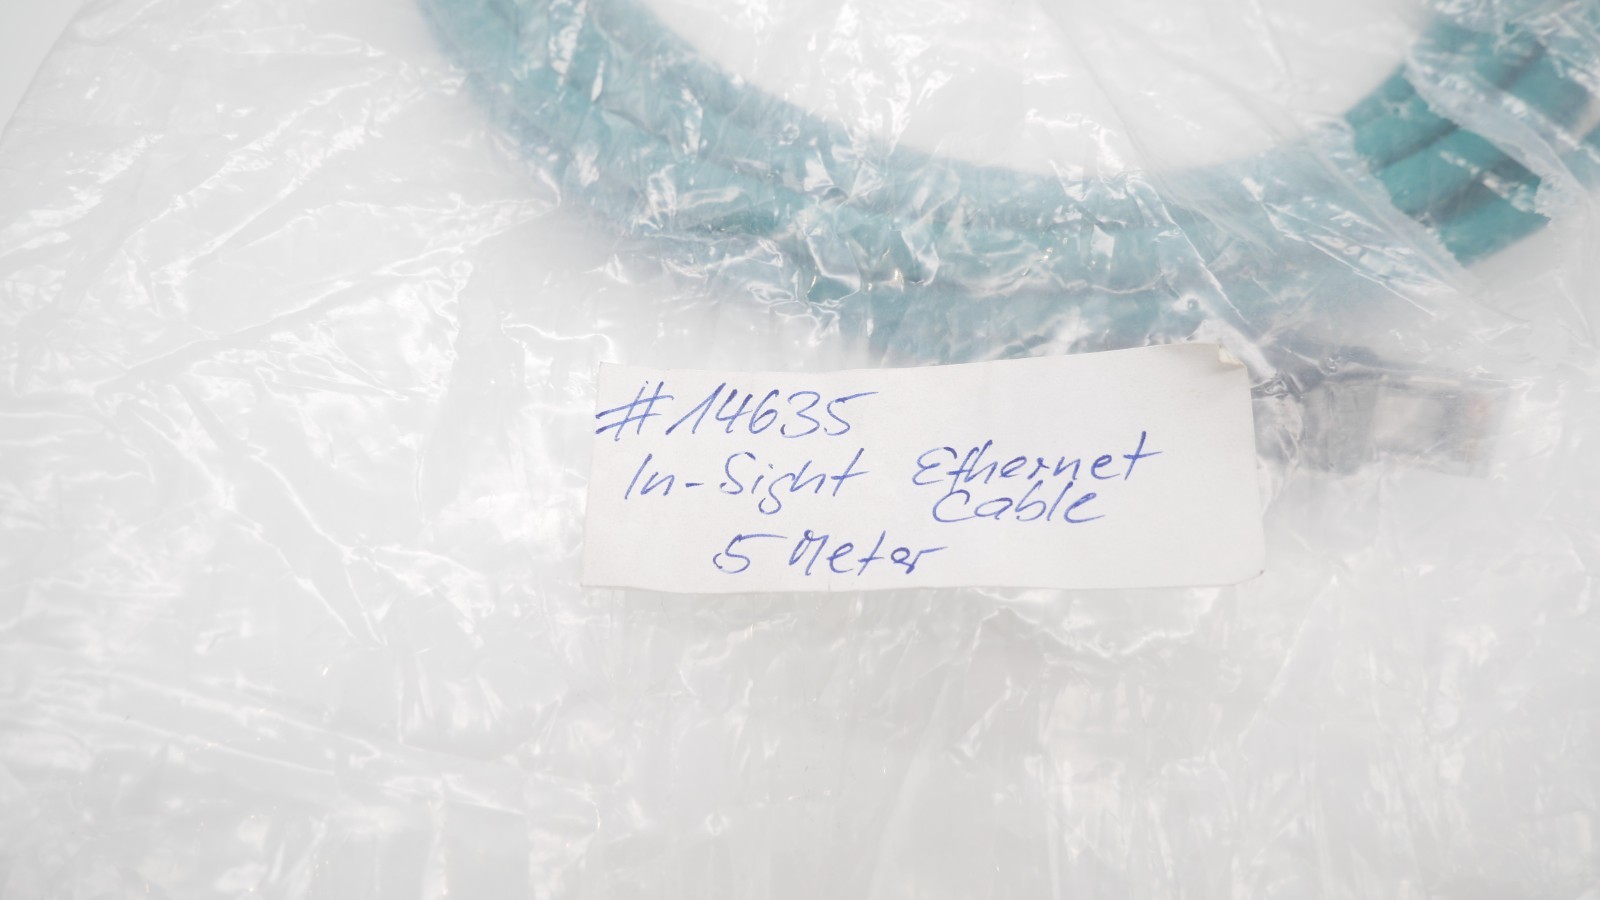 #14635
In-Sight Ethernet
cable
5 Meter